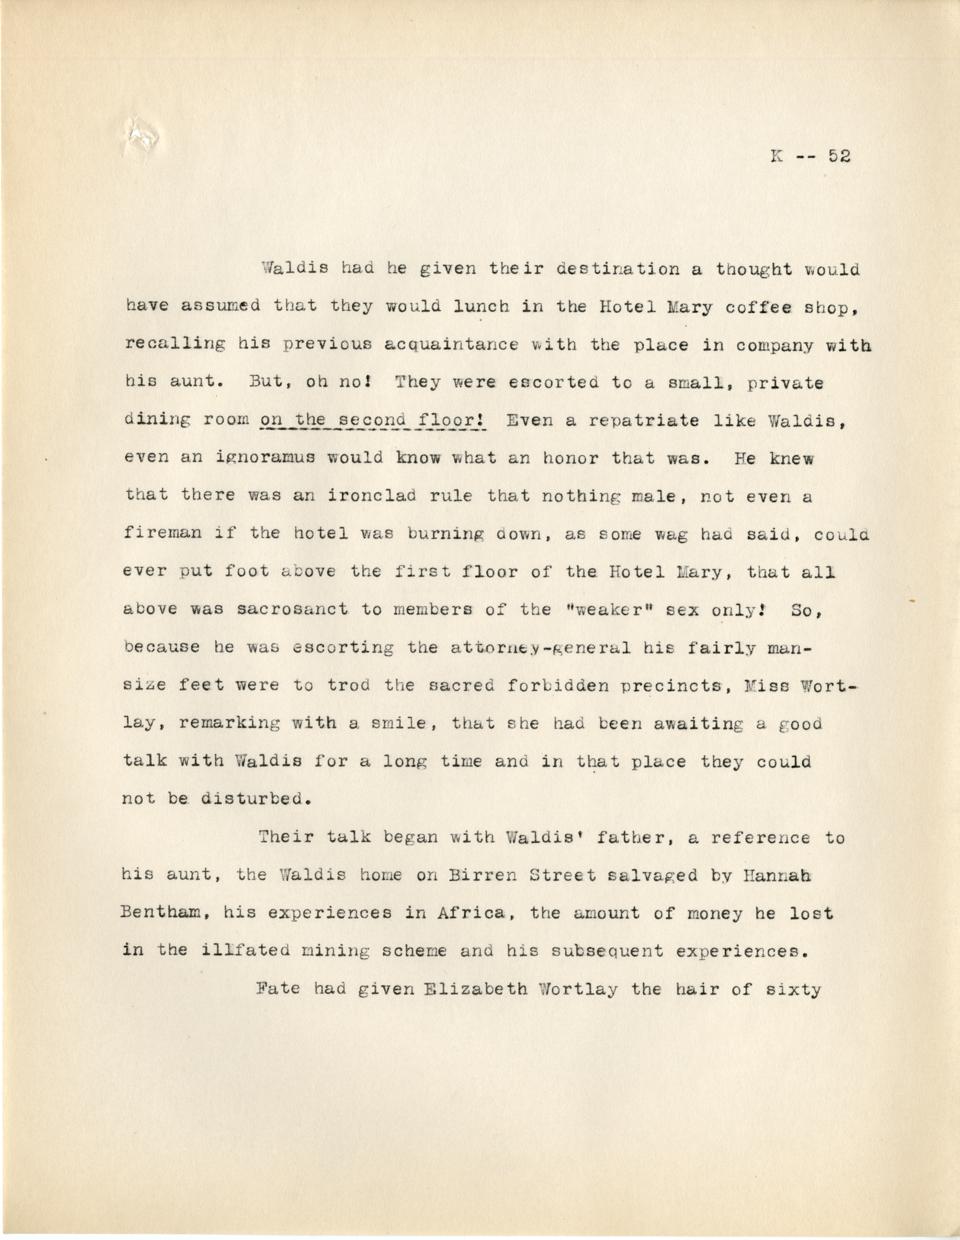 K -- 52
Waldis had he given their destination a thought would
have assumed that they would lunch in the Hotel Mary coffee shop,
recalling his previous acquaintance with the place in company with
his aunt. But, oh no! They were escorted to a small, private
dining room on the second floor! Even a repatriate like Waldis,
even an ignoramus would know what an honor that was. He knew
that there was an ironclad rule that nothing male, not even a
fireman if the hotel was burning down, as some wag had said, could
ever put foot above the first floor of the Hotel Mary, that all
above was sacrosanct to members of the "weaker" sex only! So,
because he was escorting the attorney-general his fairly man-
size feet were to trod the sacred forbidden precincts, Miss Wort-
lay, remarking with a smile, that she had been awaiting a good
talk with Waldis for a long time and in that place they could
not be disturbed.
Their talk began with Waldis' father, a reference to
his aunt, the Waldis home on Birren Street salvaged by Hannah
Bentham, his experiences in Africa, the amount of money he lost
in the illfated mining scheme and his subsequent experiences.
Fate had given Elizabeth Wortlay the hair of sixty